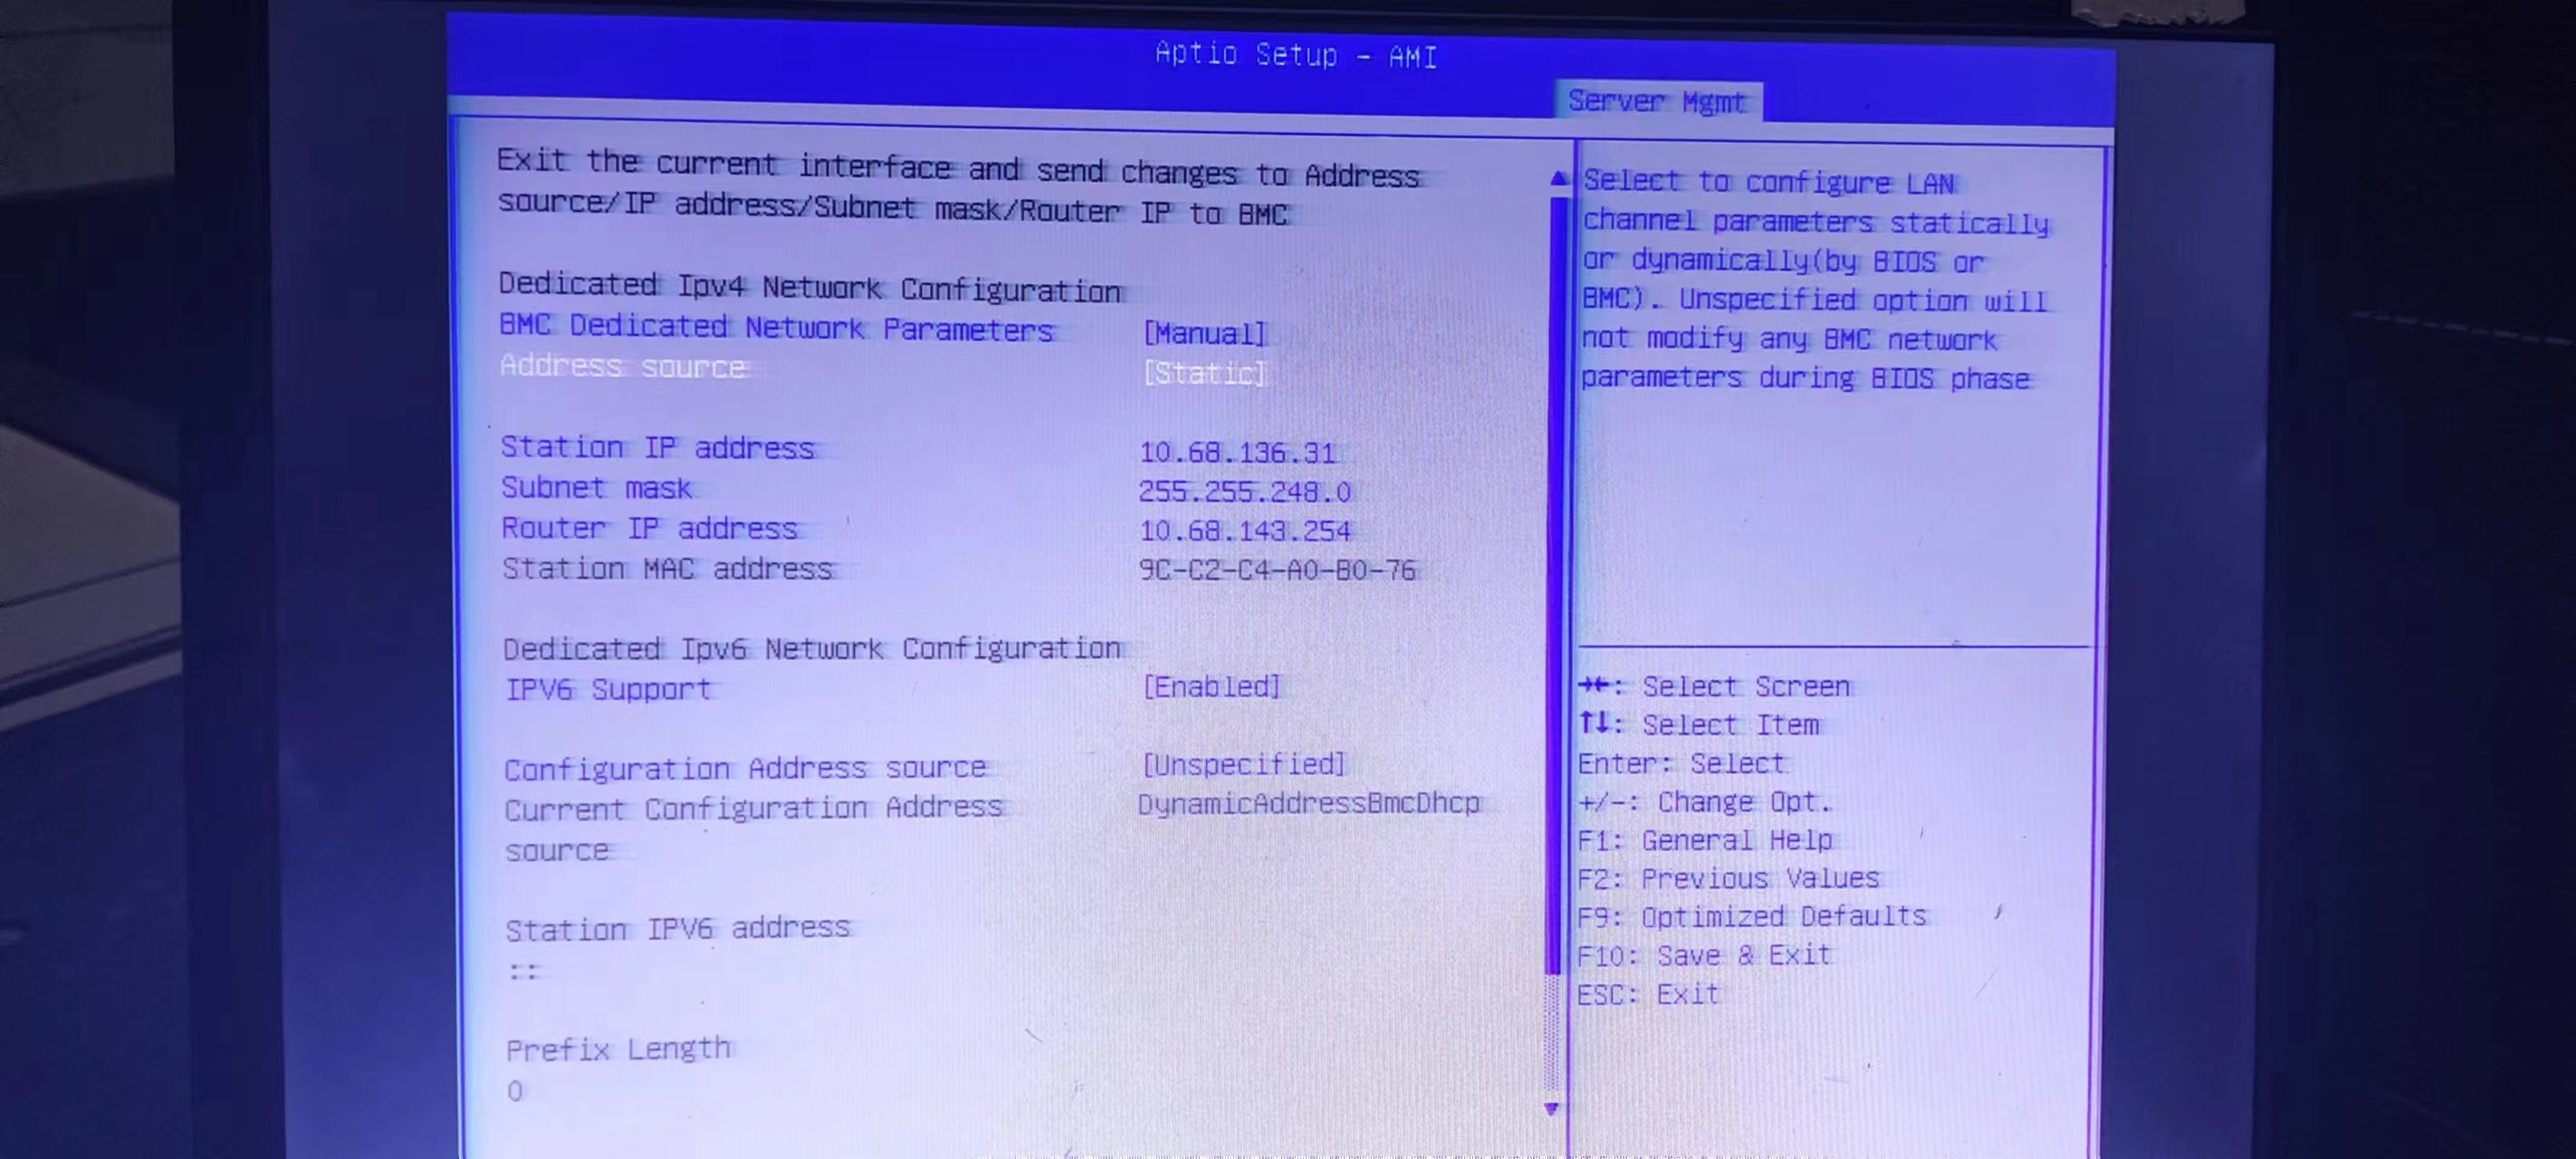 Aptio Setup - AMI
Server Mgmt
Exit the current interface and send changes to Address
source/IP address/Subnet mask/Router IP to BMC
Dedicated Ipv4 Network Configuration
BMC Dedicated Network Parameters [Manual]
Address source [Static]
Station IP address 10.68.136.31
Subnet mask 255.255.248.0
Router IP address 10.68.143.254
Station MAC address 9C-C2-C4-A0-B0-76
Dedicated Ipv6 Network Configuration
IPV6 Support [Enabled]
Configuration Address source [Unspecified]
Current Configuration Address DynamicAddressBmcDhcp
source
Station IPV6 address
::
Prefix Length
0
Select to configure LAN
channel parameters statically
or dynamically(by BIOS or
BMC). Unspecified option will
not modify any BMC network
parameters during BIOS phase
→←: Select Screen
↑↓: Select Item
Enter: Select
+/-: Change Opt.
F1: General Help
F2: Previous Values
F9: Optimized Defaults
F10: Save & Exit
ESC: Exit